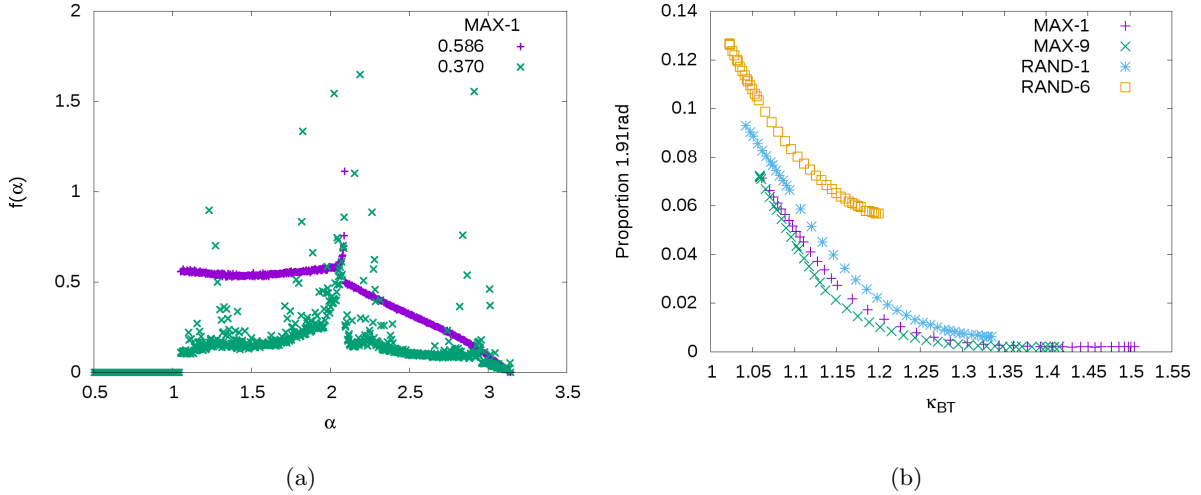 MAX-1
0.586
0.370
2
1.5
1
0.5
0
f(α)
0.5 1 1.5 2 2.5 3 3.5
α
(a)
MAX-1
MAX-9
RAND-1
RAND-6
0.14
0.12
0.1
0.08
0.06
0.04
0.02
0
Proportion 1.91rad
1 1.05 1.1 1.15 1.2 1.25 1.3 1.35 1.4 1.45 1.5 1.55
κBT
(b)